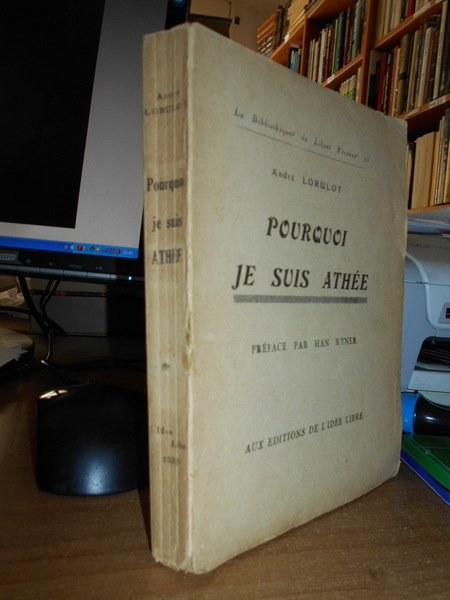 André
LORULOT
Pourquoi
je suis
ATHÉE
La Bibliothèque du Libre Penseur
André LORULOT
POURQUOI
JE SUIS ATHÉE
PRÉFACE PAR HAN RYNER
AUX EDITIONS DE L'IDÉE LIBRE